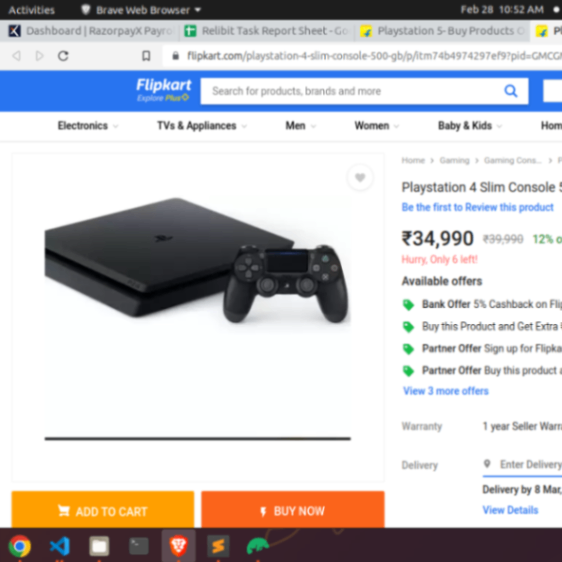 Activities Brave Web Browser Feb 28 10:52 AM
Dashboard | RazorpayX Payro Relibit Task Report Sheet - Go Playstation 5- Buy Products O Pl
flipkart.com/playstation-4-slim-console-500-gb/p/itm74b4974297ef9?pid=GMCGM
Flipkart
Explore Plus
Search for products, brands and more
Electronics TVs & Appliances Men Women Baby & Kids Hom
Home > Gaming > Gaming Cons... > P
Playstation 4 Slim Console 5
Be the first to Review this product
₹34,990 ₹39,990 12% o
Hurry, Only 6 left!
Available offers
Bank Offer 5% Cashback on Flip
Buy this Product and Get Extra
Partner Offer Sign up for Flipka
Partner Offer Buy this product a
View 3 more offers
Warranty 1 year Seller Warr
Delivery Enter Delivery
Delivery by 8 Mar,
View Details
ADD TO CART BUY NOW